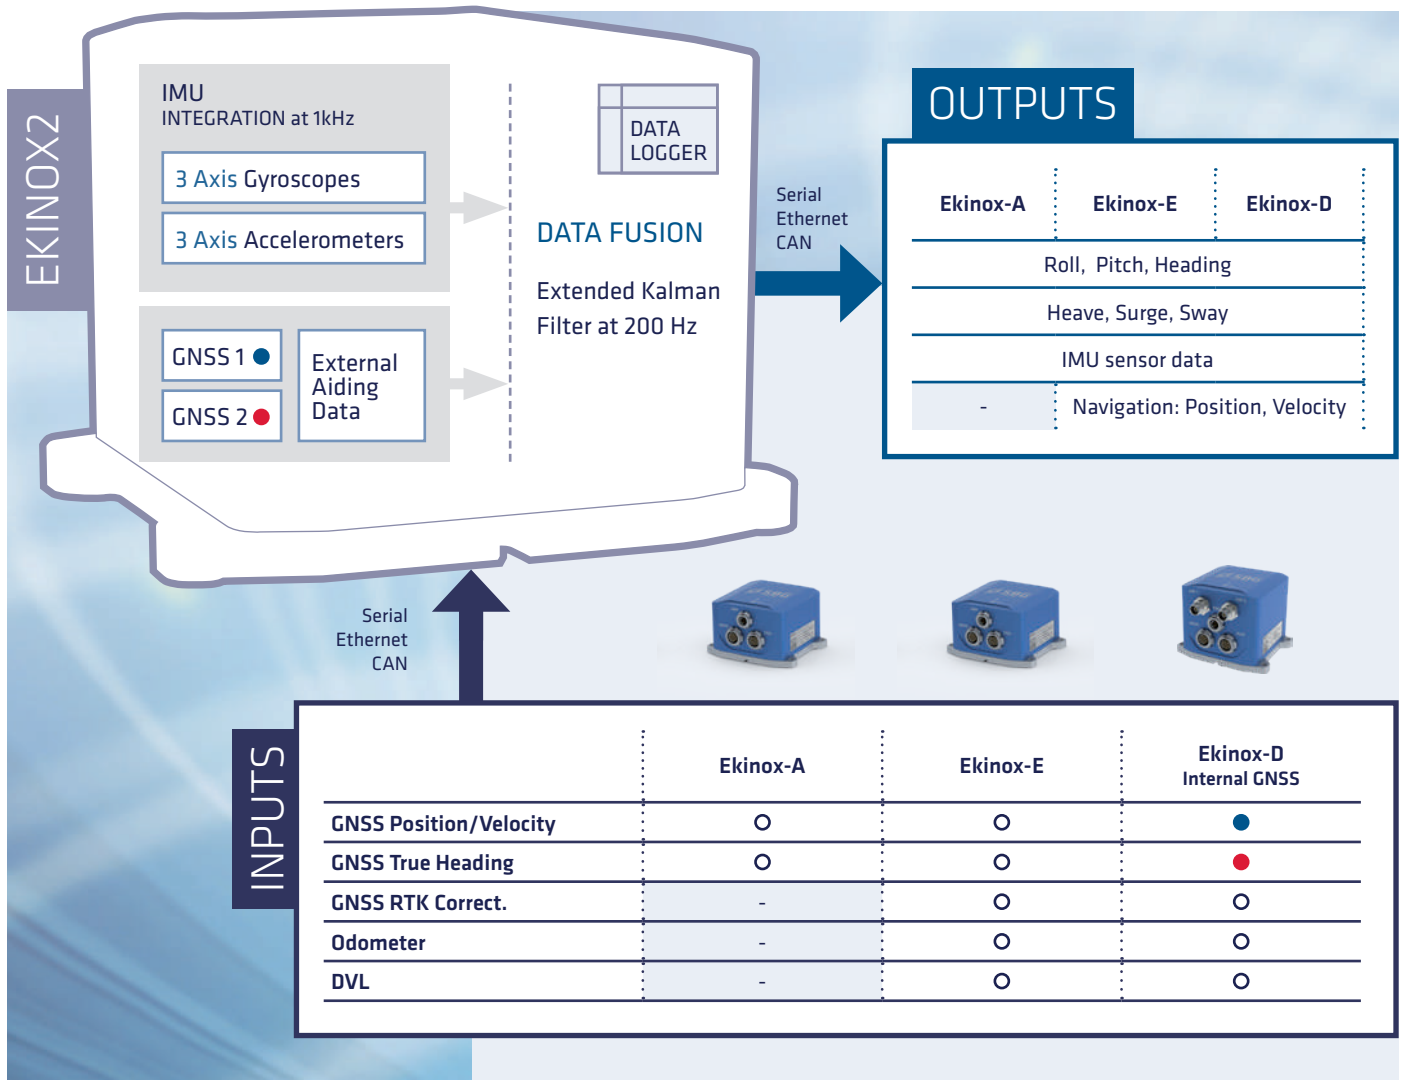 EKINOX2
IMU
INTEGRATION at 1kHz
3 Axis Gyroscopes
3 Axis Accelerometers
GNSS 1
GNSS 2
External
Aiding
Data
DATA
LOGGER
DATA FUSION
Extended Kalman
Filter at 200 Hz
Serial
Ethernet
CAN
OUTPUTS
Ekinox-A Ekinox-E Ekinox-D
Roll, Pitch, Heading
Heave, Surge, Sway
IMU sensor data
- Navigation: Position, Velocity
Serial
Ethernet
CAN
SBG
SBG
SBG
INPUTS
Ekinox-A Ekinox-E Ekinox-D
Internal GNSS
GNSS Position/Velocity
GNSS True Heading
GNSS RTK Correct. -
Odometer -
DVL -